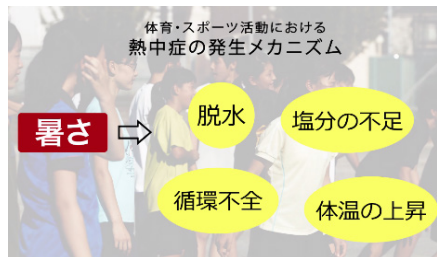 体育・スポーツ活動における
熱中症の発生メカニズム
暑さ
脱水
塩分の不足
循環不全
体温の上昇